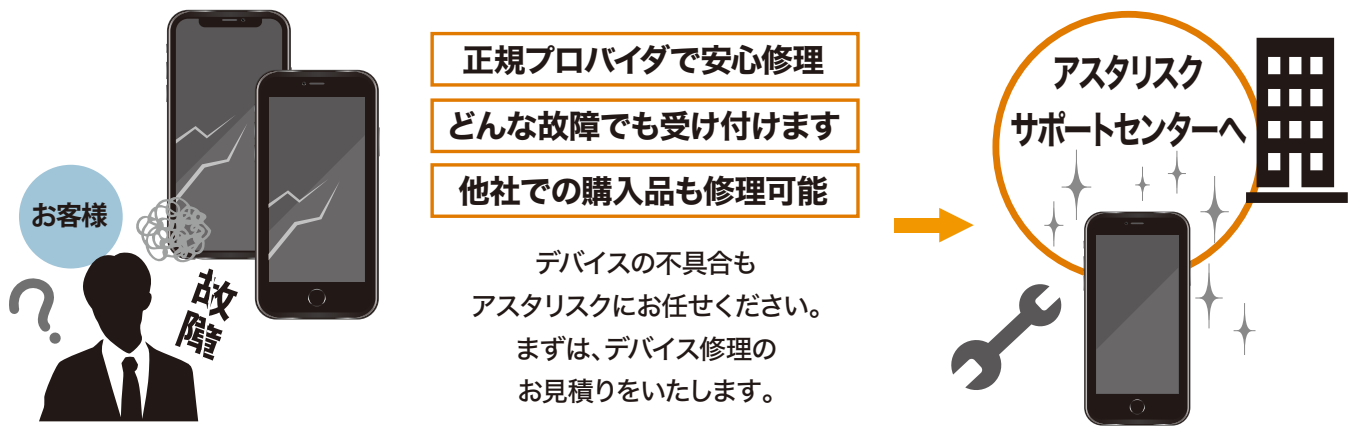 お客様
故障
正規プロバイダで安心修理
どんな故障でも受け付けます
他社での購入品も修理可能
デバイスの不具合も
アスタリスクにお任せください。
まずは、デバイス修理の
お見積りをいたします。
アスタリスク
サポートセンターへ